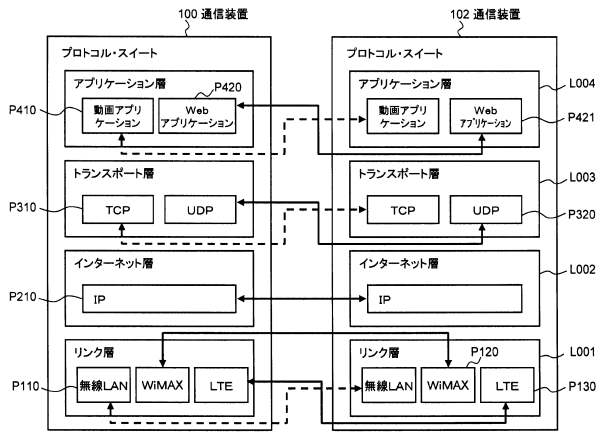 100 通信装置
102 通信装置
プロトコル・スイート
プロトコル・スイート
アプリケーション層
アプリケーション層
L004
P410
P420
動画アプリ
ケーション
Web
アプリケーション
動画アプリ
ケーション
Web
アプリケーション
P421
トランスポート層
トランスポート層
L003
P310
TCP
UDP
TCP
UDP
P320
インターネット層
インターネット層
L002
P210
IP
IP
リンク層
リンク層
P120
L001
P110
無線LAN
WiMAX
LTE
無線LAN
WiMAX
LTE
P130